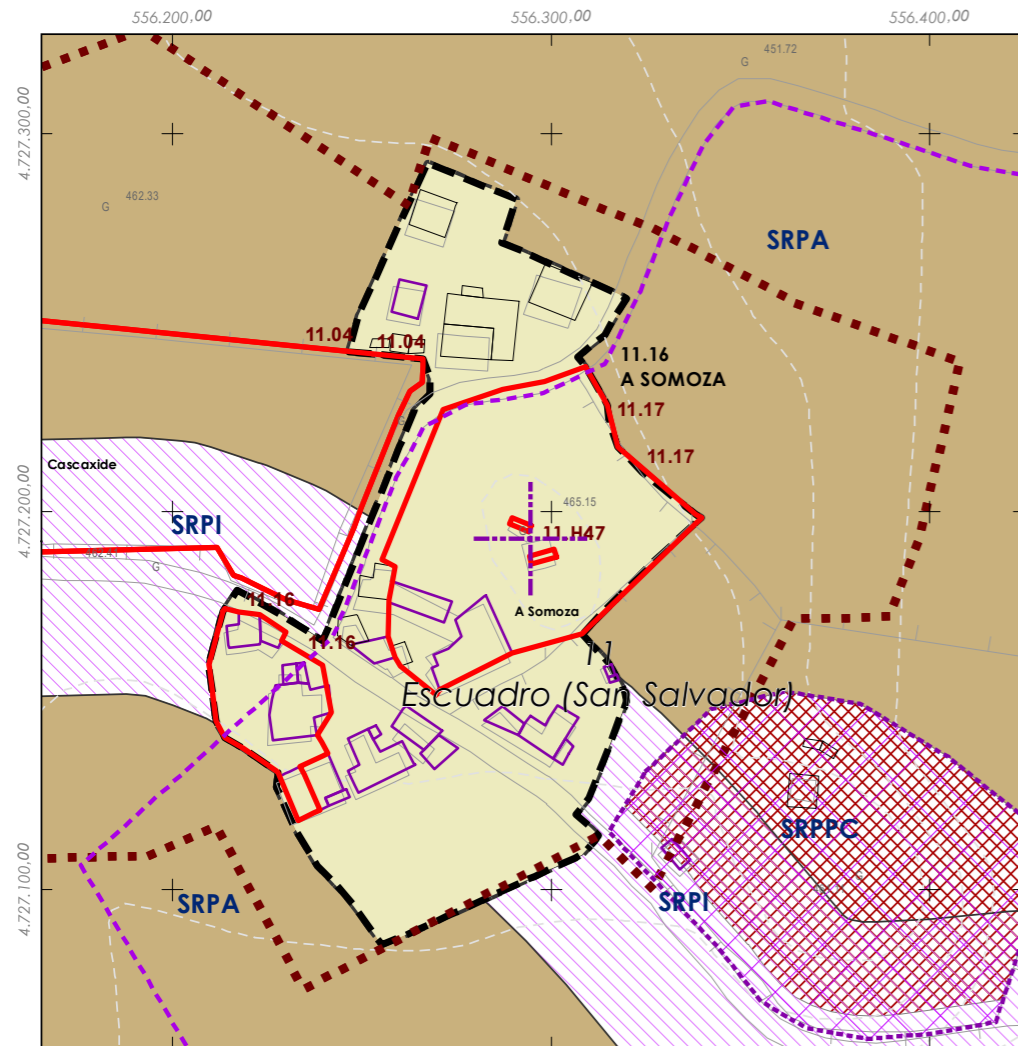 556.200,00
556.300,00
556.400,00
4.727.300,00
4.727.200,00
4.727.100,00
451.72
G
SRPA
462.33
G
11.04
11.04
11.16
A SOMOZA
11.17
11.17
G
Cascaxide
SRPI
465.15
11.H47
462.41
G
11.16
11.16
A Somoza
11
Escuadro (San Salvador)
SRPPC
SRPI
SRPA
G